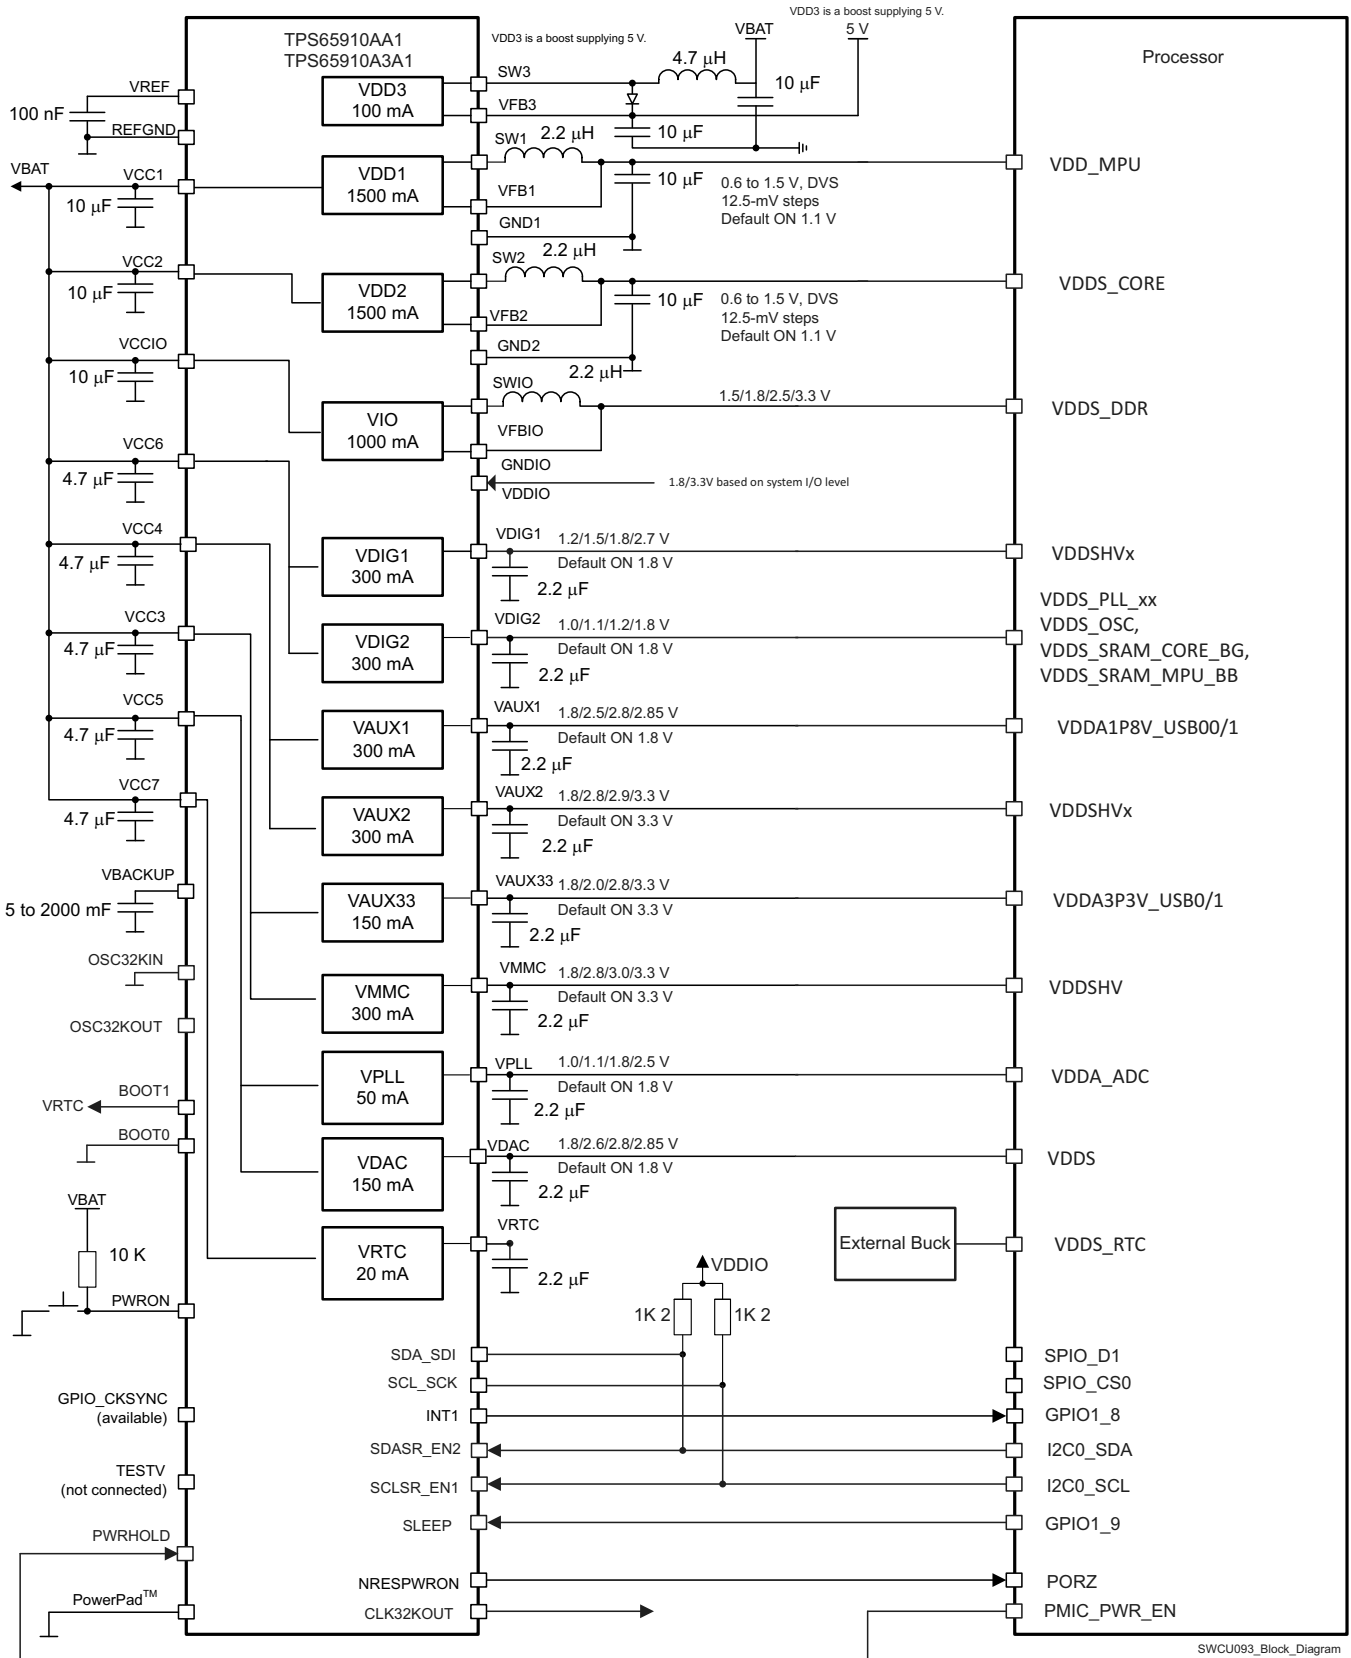 VDD3 is a boost supplying 5 V.
TPS65910AA1
TPS65910A3A1
VDD3 is a boost supplying 5 V.
VBAT
5 V
Processor
4.7 μH
SW3
VREF
VDD3
100 mA
10 μF
100 nF
VFB3
REFGND
SW1
2.2 μH
10 μF
VBAT
VCC1
VDD1
1500 mA
VFB1
10 μF
0.6 to 1.5 V, DVS
12.5-mV steps
Default ON 1.1 V
VDD_MPU
10 μF
GND1
2.2 μH
VCC2
SW2
10 μF
VDD2
1500 mA
VFB2
10 μF
0.6 to 1.5 V, DVS
12.5-mV steps
Default ON 1.1 V
VDDS_CORE
VCCIO
GND2
2.2 μH
10 μF
SWIO
1.5/1.8/2.5/3.3 V
VDDS_DDR
VIO
1000 mA
VFBIO
VCC6
GNDIO
4.7 μF
VDDIO
1.8/3.3V based on system I/O level
VCC4
VDIG1
1.2/1.5/1.8/2.7 V
Default ON 1.8 V
VDDSHVx
4.7 μF
VDIG1
300 mA
2.2 μF
VDDS_PLL_xx
VDDS_OSC,
VDDS_SRAM_CORE_BG,
VDDS_SRAM_MPU_BB
VCC3
VDIG2
1.0/1.1/1.2/1.8 V
Default ON 1.8 V
4.7 μF
VDIG2
300 mA
2.2 μF
VCC5
VAUX1
1.8/2.5/2.8/2.85 V
Default ON 1.8 V
VDDA1P8V_USB00/1
4.7 μF
VAUX1
300 mA
2.2 μF
VCC7
VAUX2
1.8/2.8/2.9/3.3 V
Default ON 3.3 V
VDDSHVx
4.7 μF
VAUX2
300 mA
2.2 μF
VBACKUP
VAUX33
1.8/2.0/2.8/3.3 V
Default ON 3.3 V
VDDA3P3V_USB0/1
5 to 2000 mF
VAUX33
150 mA
2.2 μF
OSC32KIN
VMMC
1.8/2.8/3.0/3.3 V
Default ON 3.3 V
VDDSHV
VMMC
300 mA
2.2 μF
OSC32KOUT
VPLL
1.0/1.1/1.8/2.5 V
Default ON 1.8 V
VDDA_ADC
VPLL
50 mA
2.2 μF
VRTC
BOOT1
BOOT0
VDAC
1.8/2.6/2.8/2.85 V
Default ON 1.8 V
VDDS
VDAC
150 mA
2.2 μF
VBAT
VRTC
10 K
VRTC
20 mA
2.2 μF
External Buck
VDDS_RTC
VDDIO
PWRON
1K 2
1K 2
SDA_SDI
SPIO_D1
SCL_SCK
SPIO_CS0
GPIO_CKSYNC
(available)
INT1
GPIO1_8
SDASR_EN2
I2C0_SDA
TESTV
(not connected)
SCLSR_EN1
I2C0_SCL
SLEEP
GPIO1_9
PWRHOLD
NRESPWRON
PORZ
PowerPad™
CLK32KOUT
PMIC_PWR_EN
SWCU093_Block_Diagram